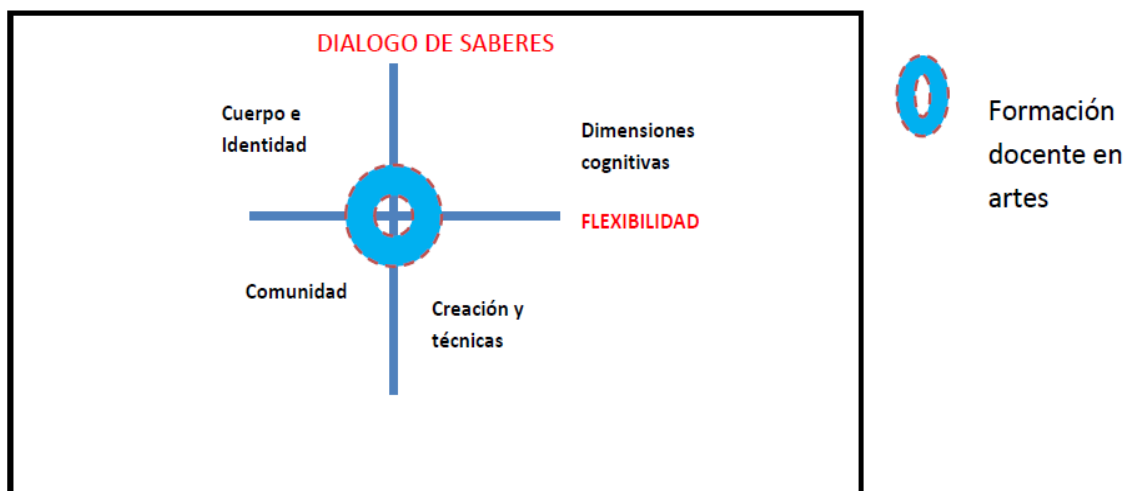 DIALOGO DE SABERES
Cuerpo e
Identidad
Dimensiones
cognitivas
FLEXIBILIDAD
Comunidad
Creación y
técnicas
Formación
docente en
artes